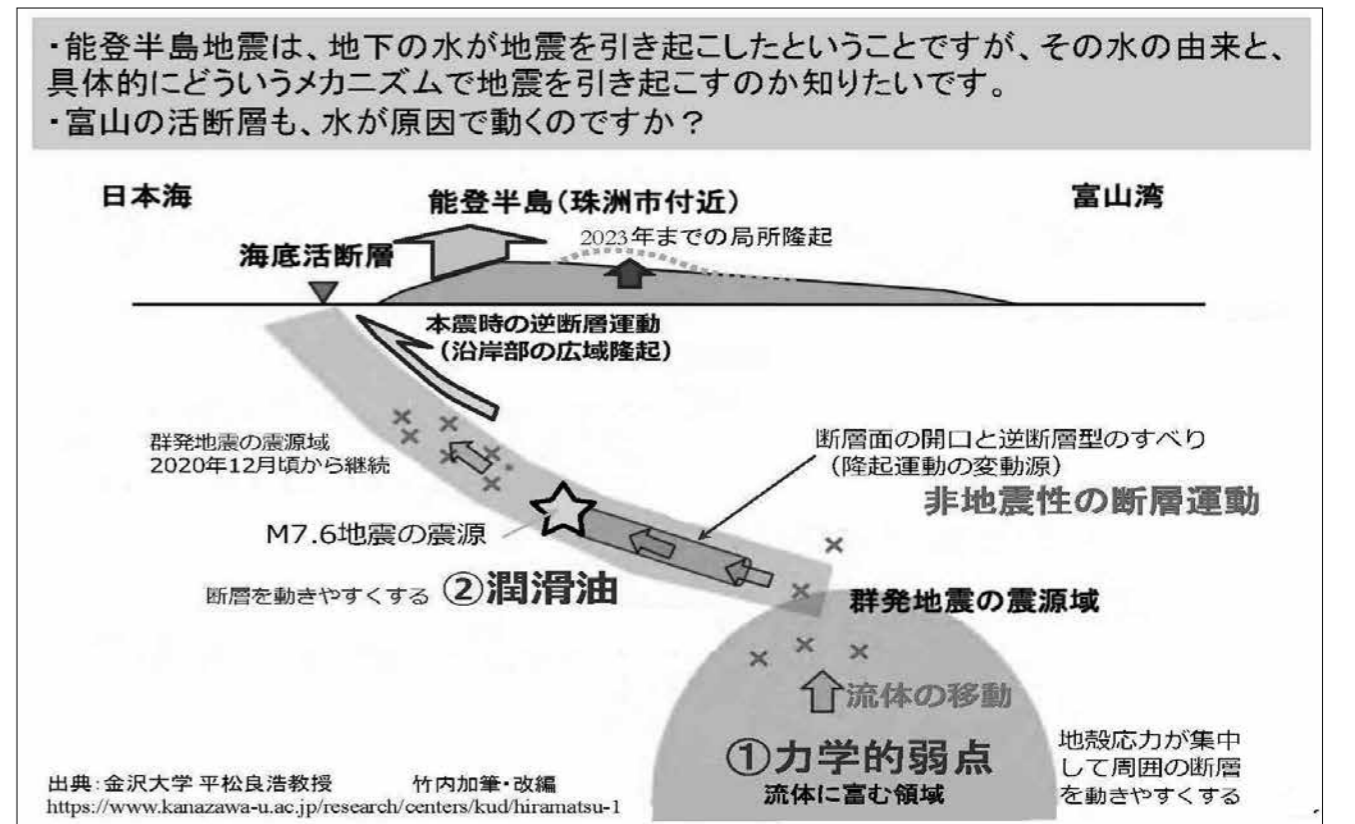 ・能登半島地震は、地下の水が地震を引き起こしたということですが、その水の由来と、
具体的にどういうメカニズムで地震を引き起こすのか知りたいです。
・富山の活断層も、水が原因で動くのですか？
日本海
能登半島(珠洲市付近)
富山湾
2023年までの局所隆起
海底活断層
本震時の逆断層運動
(沿岸部の広域隆起)
群発地震の震源域
2020年12月頃から継続
断層面の開口と逆断層型のすべり
(隆起運動の変動源)
非地震性の断層運動
M7.6地震の震源
断層を動きやすくする ②潤滑油
群発地震の震源域
流体の移動
①力学的弱点
流体に富む領域
地殻応力が集中
して周囲の断層
を動きやすくする
出典:金沢大学 平松良浩教授 竹内加筆・改編
https://www.kanazawa-u.ac.jp/research/centers/kud/hiramatsu-1